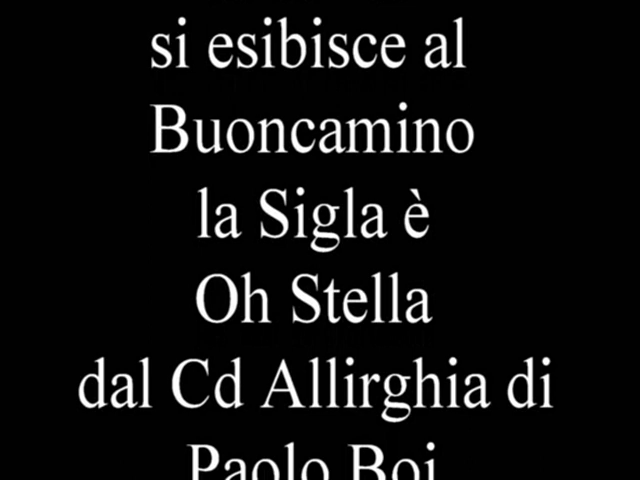 si esibisce al
Buoncamino
la Sigla è
Oh Stella
dal Cd Allirghia di
Paolo Boi